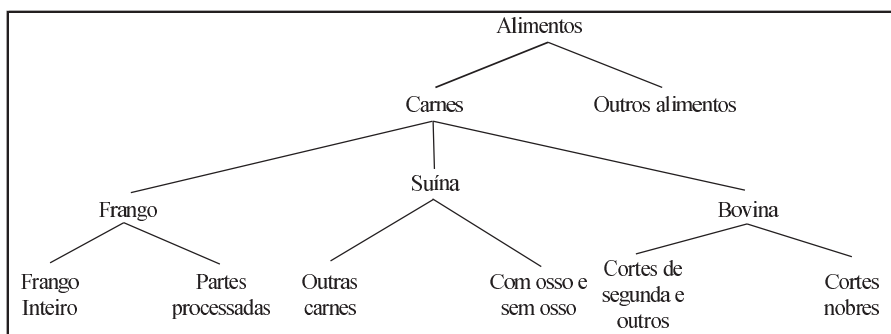 Alimentos
Carnes
Outros alimentos
Frango
Suína
Bovina
Frango
Inteiro
Partes
processadas
Outras
carnes
Com osso e
sem osso
Cortes de
segunda e
outros
Cortes
nobres